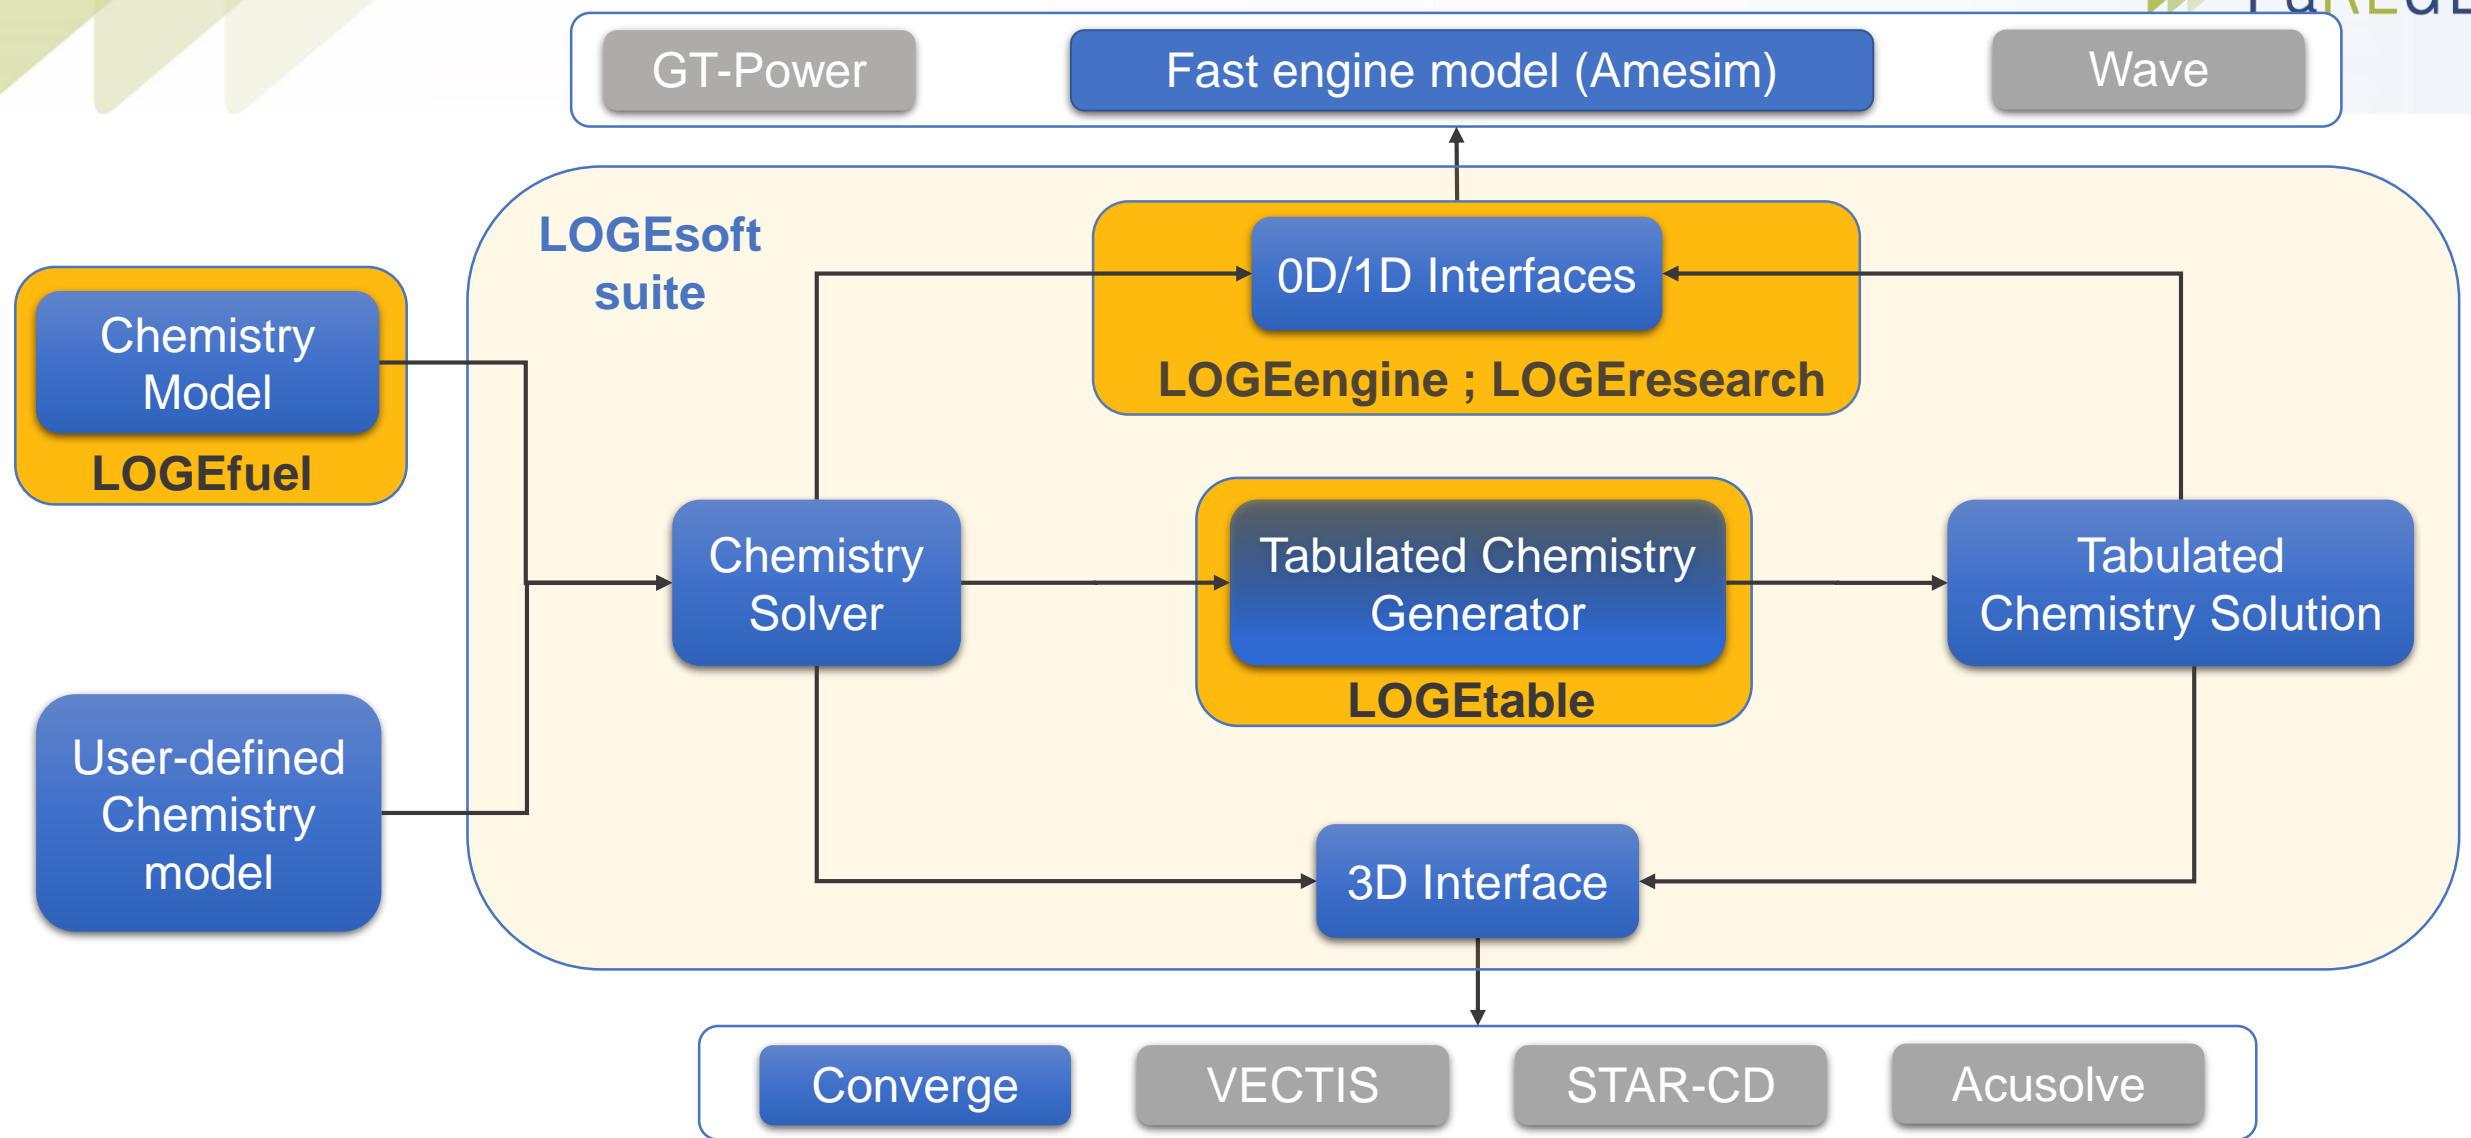 GT-Power
Fast engine model (Amesim)
Wave
LOGEsoft
suite
0D/1D Interfaces
LOGEengine ; LOGEresearch
Chemistry
Model
LOGEfuel
Chemistry
Solver
Tabulated Chemistry
Generator
LOGEtable
Tabulated
Chemistry Solution
User-defined
Chemistry
model
3D Interface
Converge
VECTIS
STAR-CD
Acusolve